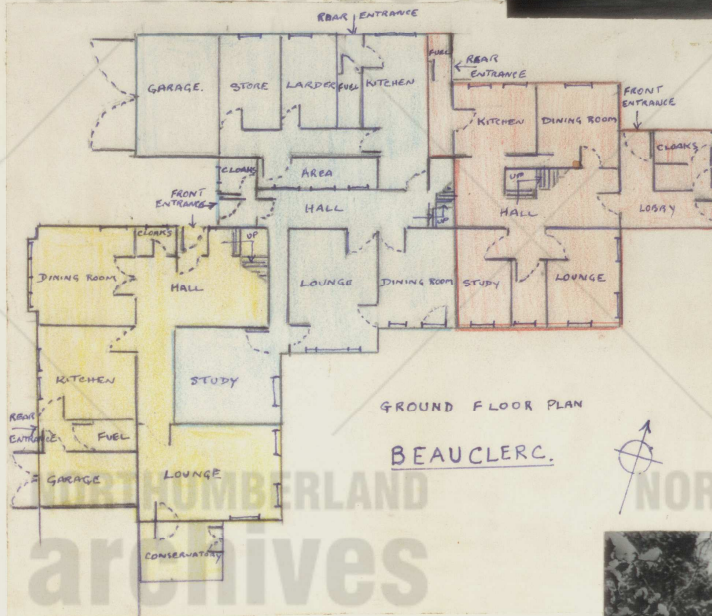 REAR ENTRANCE
GARAGE.
STORE
LARDER
FUEL
KITCHEN
FUEL
REAR
ENTRANCE
KITCHEN
DINING ROOM
FRONT
ENTRANCE
CLOAKS
LOBBY
UP
HALL
STUDY
LOUNGE
CLOAKS
AREA
FRONT
ENTRANCE
HALL
UP
LOUNGE
DINING ROOM
STUDY
CLOAKS
UP
DINING ROOM
HALL
KITCHEN
REAR
ENTRANCE
FUEL
GARAGE
LOUNGE
CONSERVATORY
GROUND FLOOR PLAN
BEAUCLERC.
NORTHUMBERLAND
archives
NOR